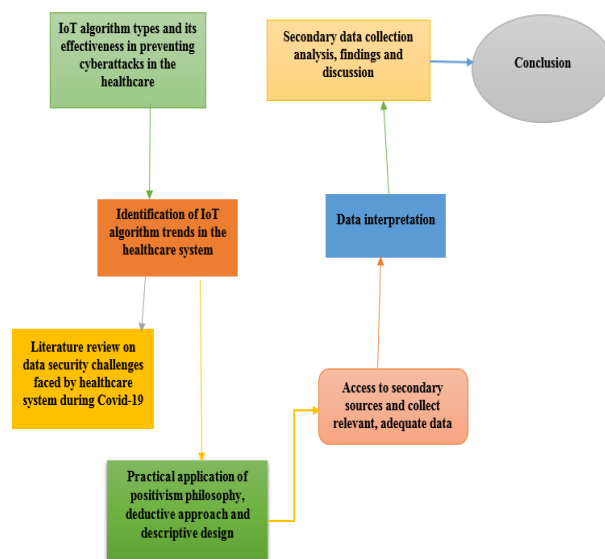 IoT algorithm types and its
effectiveness in preventing
cyberattacks in the
healthcare
Identification of IoT
algorithm trends in the
healthcare system
Literature review on
data security challenges
faced by healthcare
system during Covid-19
Practical application of
positivism philosophy,
deductive approach and
descriptive design
Access to secondary
sources and collect
relevant, adequate data
Data interpretation
Secondary data collection
analysis, findings and
discussion
Conclusion